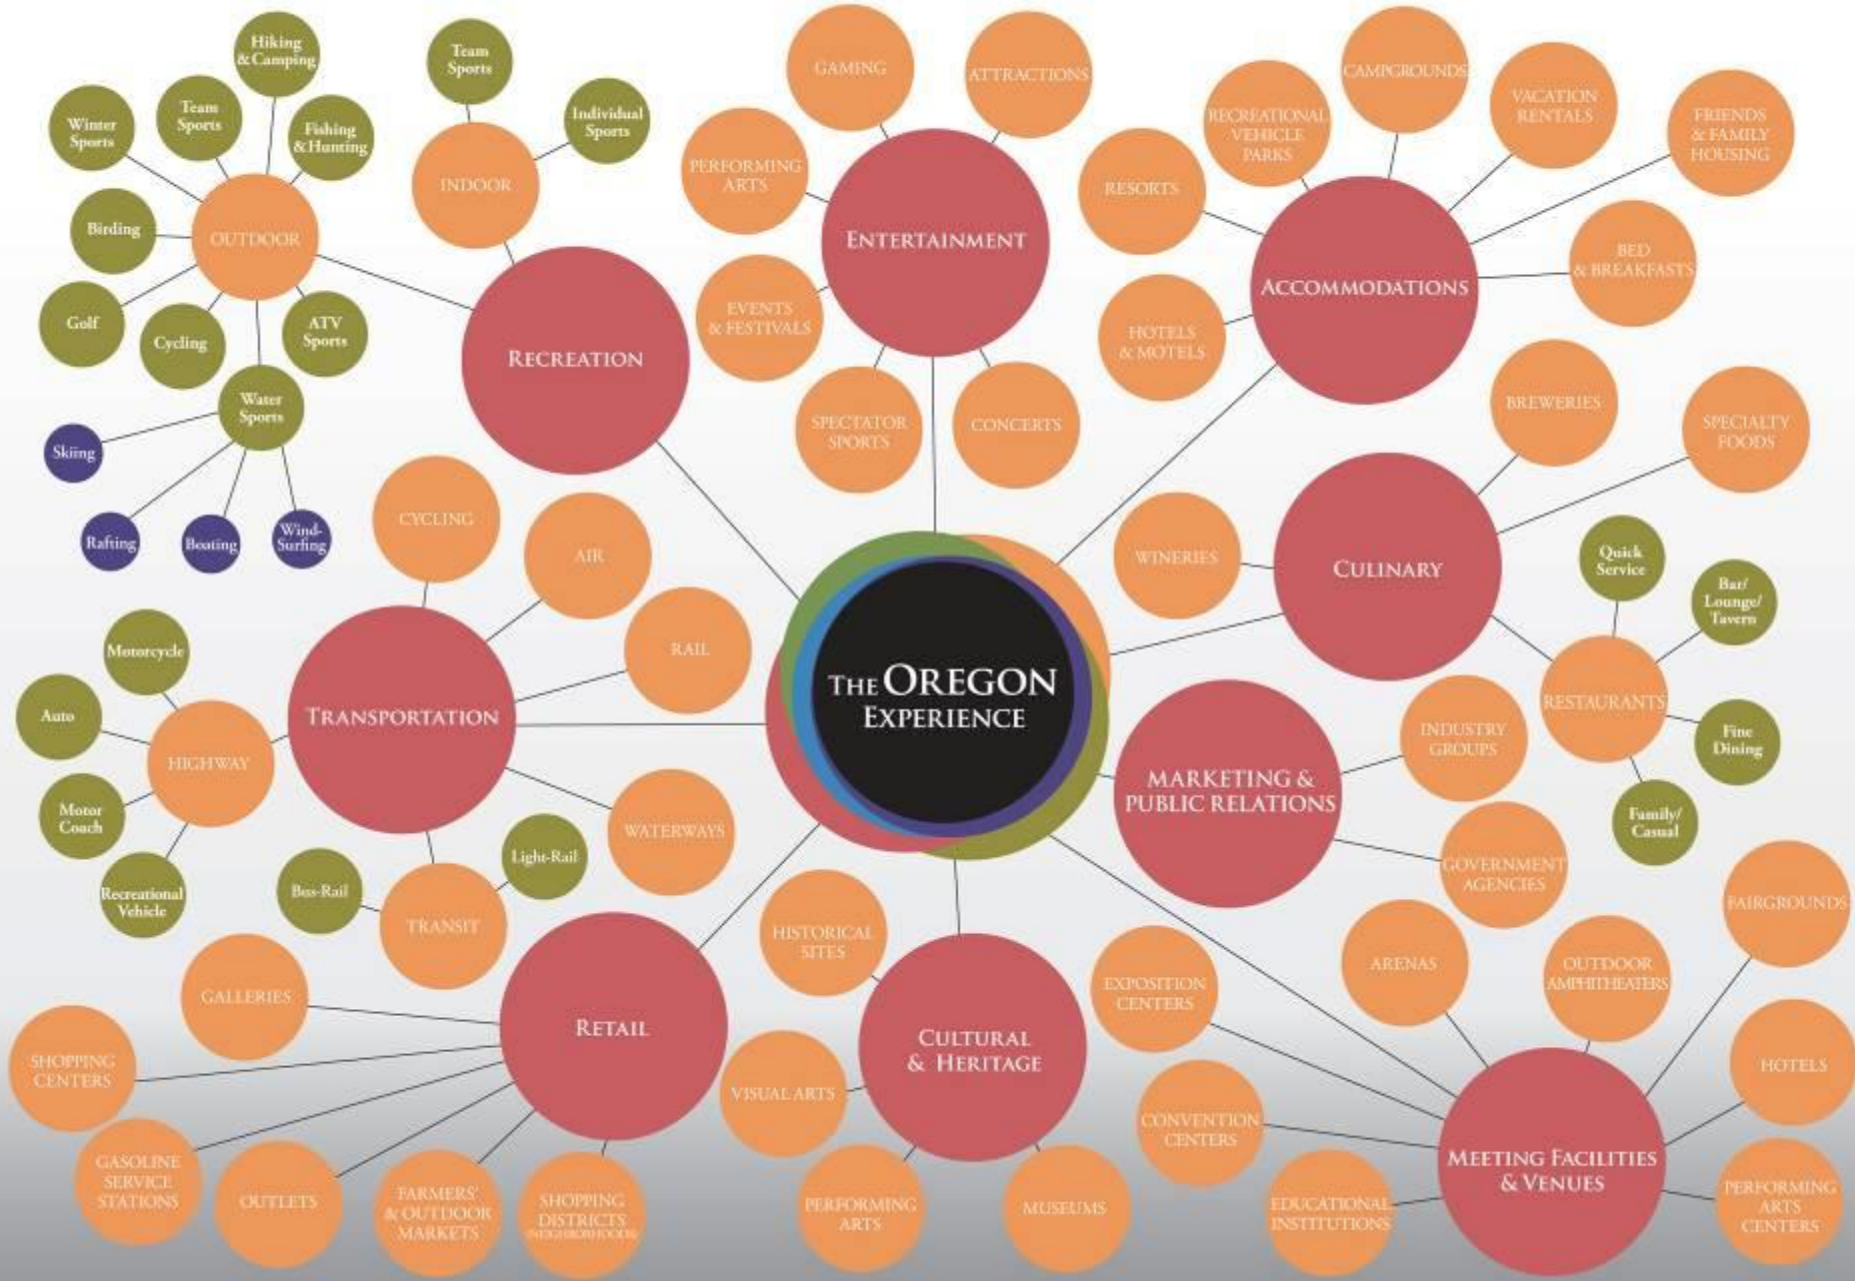 THE OREGON
EXPERIENCE
RECREATION
OUTDOOR
Hiking
& Camping
Team
Sports
Winter
Sports
Fishing
& Hunting
Birding
Golf
Cycling
ATV
Sports
Water
Sports
Skiing
Rafting
Boating
Wind-
Surfing
INDOOR
Team
Sports
Individual
Sports
ENTERTAINMENT
GAMING
ATTRACTIONS
PERFORMING
ARTS
EVENTS
& FESTIVALS
SPECTATOR
SPORTS
CONCERTS
ACCOMMODATIONS
RESORTS
RECREATIONAL
VEHICLE
PARKS
CAMPGROUNDS
VACATION
RENTALS
FRIENDS
& FAMILY
HOUSING
BED
& BREAKFASTS
HOTELS
& MOTELS
CULINARY
BREWERIES
SPECIALTY
FOODS
WINERIES
RESTAURANTS
Quick
Service
Bar/
Lounge/
Tavern
Fine
Dining
Family/
Casual
MARKETING &
PUBLIC RELATIONS
INDUSTRY
GROUPS
GOVERNMENT
AGENCIES
MEETING FACILITIES
& VENUES
EXPOSITION
CENTERS
ARENAS
OUTDOOR
AMPHITHEATERS
FAIRGROUNDS
HOTELS
PERFORMING
ARTS
CENTERS
EDUCATIONAL
INSTITUTIONS
CONVENTION
CENTERS
CULTURAL
& HERITAGE
HISTORICAL
SITES
VISUAL ARTS
PERFORMING
ARTS
MUSEUMS
RETAIL
GALLERIES
SHOPPING
CENTERS
GASOLINE
SERVICE
STATIONS
OUTLETS
FARMERS'
& OUTDOOR
MARKETS
SHOPPING
DISTRICTS
(NEIGHBORHOODS)
TRANSPORTATION
CYCLING
AIR
RAIL
WATERWAYS
TRANSIT
Light-Rail
Bus-Rail
HIGHWAY
Motorcycle
Auto
Motor
Coach
Recreational
Vehicle